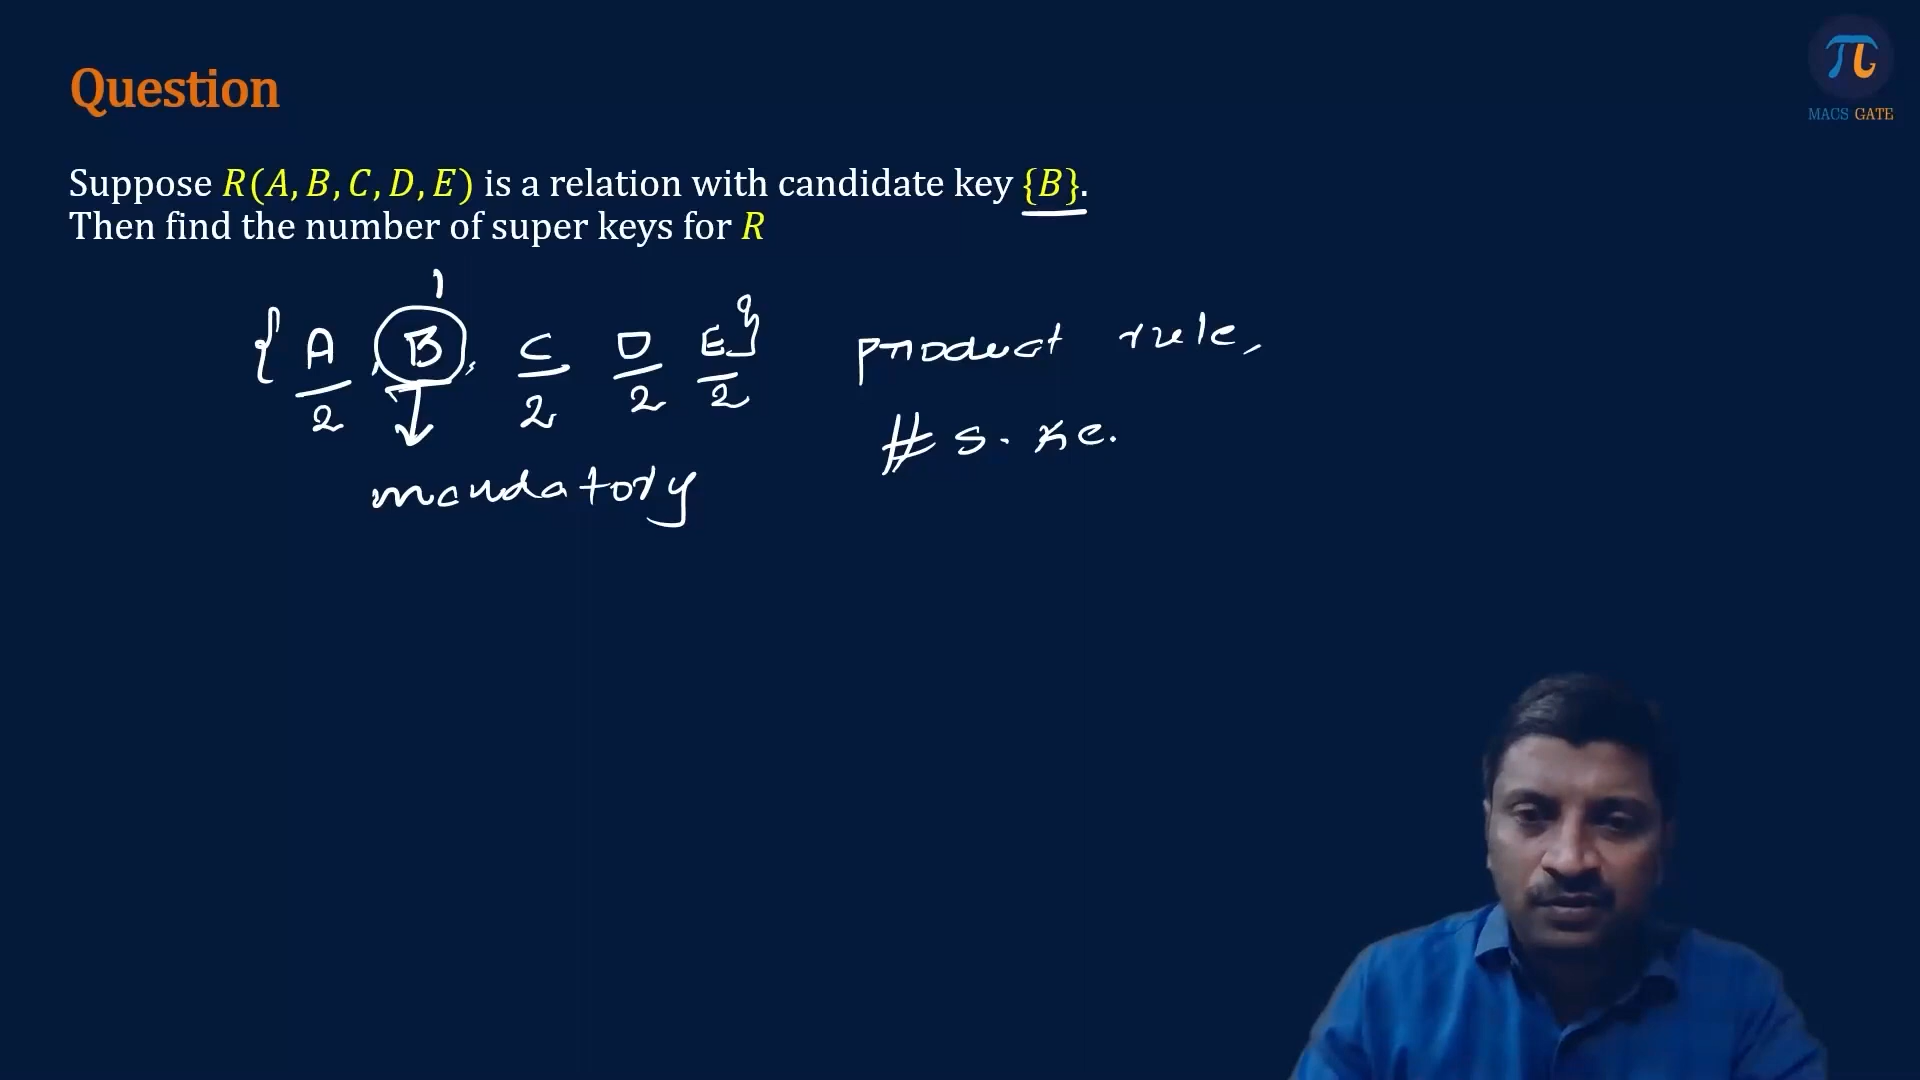 Question
MACS GATE
Suppose R(A, B, C, D, E) is a relation with candidate key {B}.
Then find the number of super keys for R
1
{ A , B , C D E } product rule,
2 2 2 2
# s. ke.
mandatory